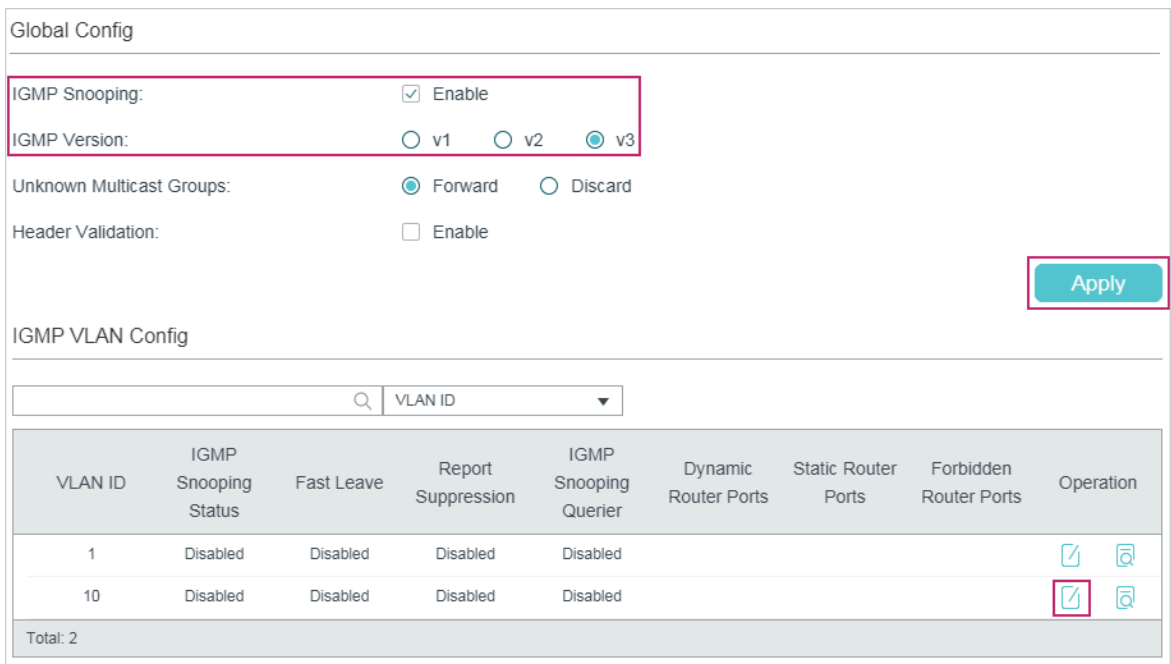 Global Config
IGMP Snooping: Enable
IGMP Version: v1 v2 v3
Unknown Multicast Groups: Forward Discard
Header Validation: Enable
Apply
IGMP VLAN Config
VLAN ID
VLAN ID IGMP Snooping Status Fast Leave Report Suppression IGMP Snooping Querier Dynamic Router Ports Static Router Ports Forbidden Router Ports Operation
1 Disabled Disabled Disabled Disabled
10 Disabled Disabled Disabled Disabled
Total: 2